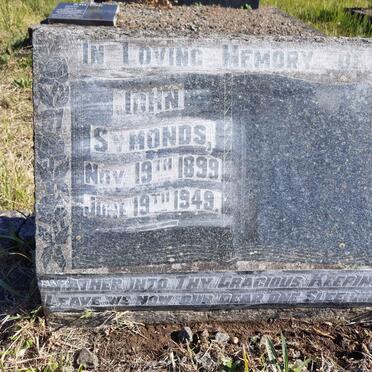 In Loving Memory of
John
Symonds,
Nov 19th 1899
June 19th 1949
Father into Thy Gracious Keeping
Leave we now our dear one